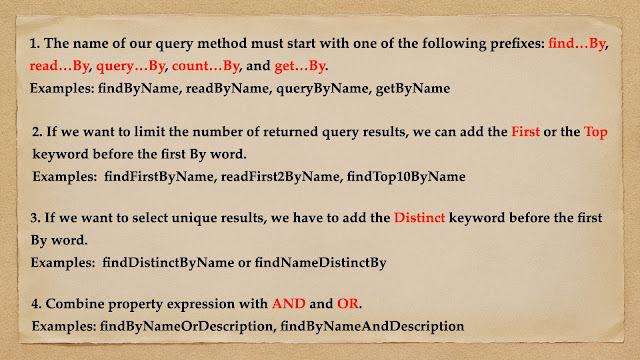 1. The name of our query method must start with one of the following prefixes: find…By,
read…By, query…By, count…By, and get…By.
Examples: findByName, readByName, queryByName, getByName
2. If we want to limit the number of returned query results, we can add the First or the Top
keyword before the first By word.
Examples:  findFirstByName, readFirst2ByName, findTop10ByName
3. If we want to select unique results, we have to add the Distinct keyword before the first
By word.
Examples:  findDistinctByName or findNameDistinctBy
4. Combine property expression with AND and OR.
Examples: findByNameOrDescription, findByNameAndDescription